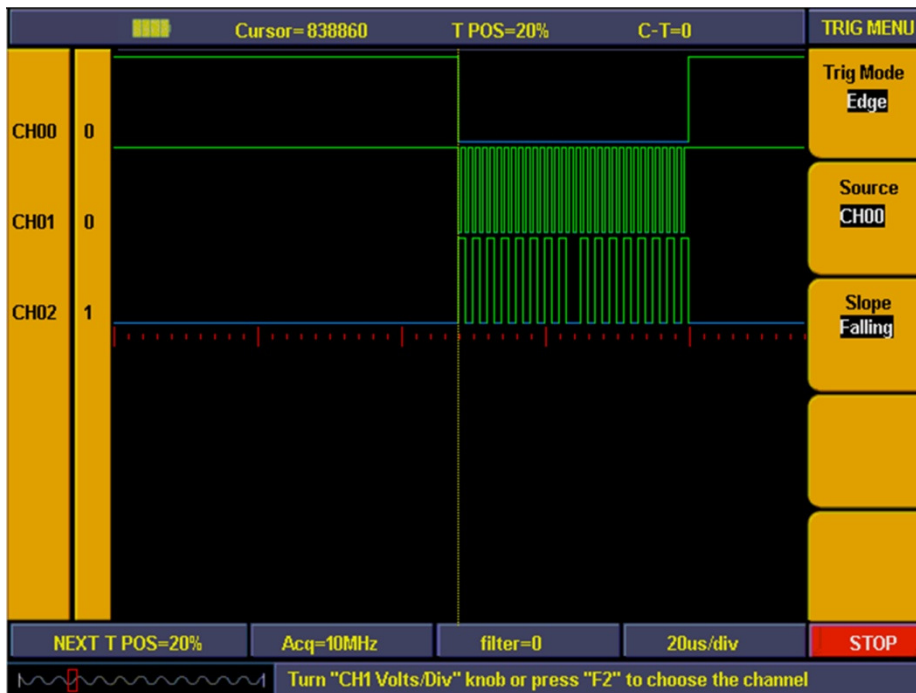 Cursor=838860 T POS=20% C-T=0 TRIG MENU
Trig Mode
Edge
CH00 0
Source
CH00
CH01 0
CH02 1
Slope
Falling
NEXT T POS=20% Acq=10MHz filter=0 20us/div STOP
Turn "CH1 Volts/Div" knob or press "F2" to choose the channel